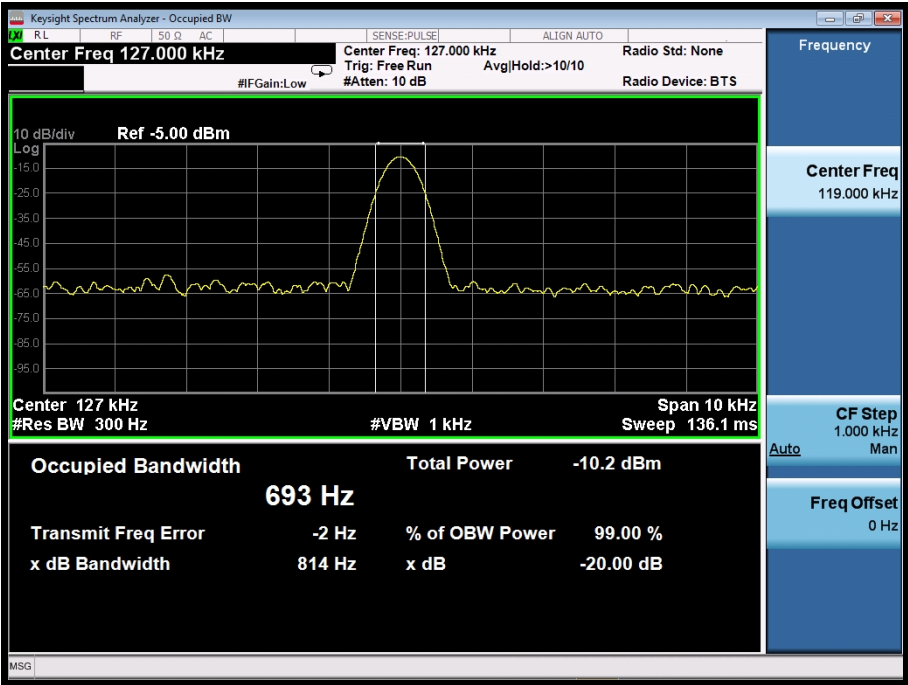 Keysight Spectrum Analyzer - Occupied BW
LXI RL RF 50 Ω AC SENSE:PULSE ALIGN AUTO
Center Freq 127.000 kHz
Center Freq: 127.000 kHz Radio Std: None
Trig: Free Run Avg|Hold:>10/10
#IFGain:Low #Atten: 10 dB Radio Device: BTS
10 dB/div Ref -5.00 dBm
Log
-15.0
-25.0
-35.0
-45.0
-55.0
-65.0
-75.0
-85.0
-95.0
Center 127 kHz Span 10 kHz
#Res BW 300 Hz #VBW 1 kHz Sweep 136.1 ms
Occupied Bandwidth Total Power -10.2 dBm
693 Hz
Transmit Freq Error -2 Hz % of OBW Power 99.00 %
x dB Bandwidth 814 Hz x dB -20.00 dB
MSG
Frequency
Center Freq
119.000 kHz
CF Step
1.000 kHz
Auto Man
Freq Offset
0 Hz